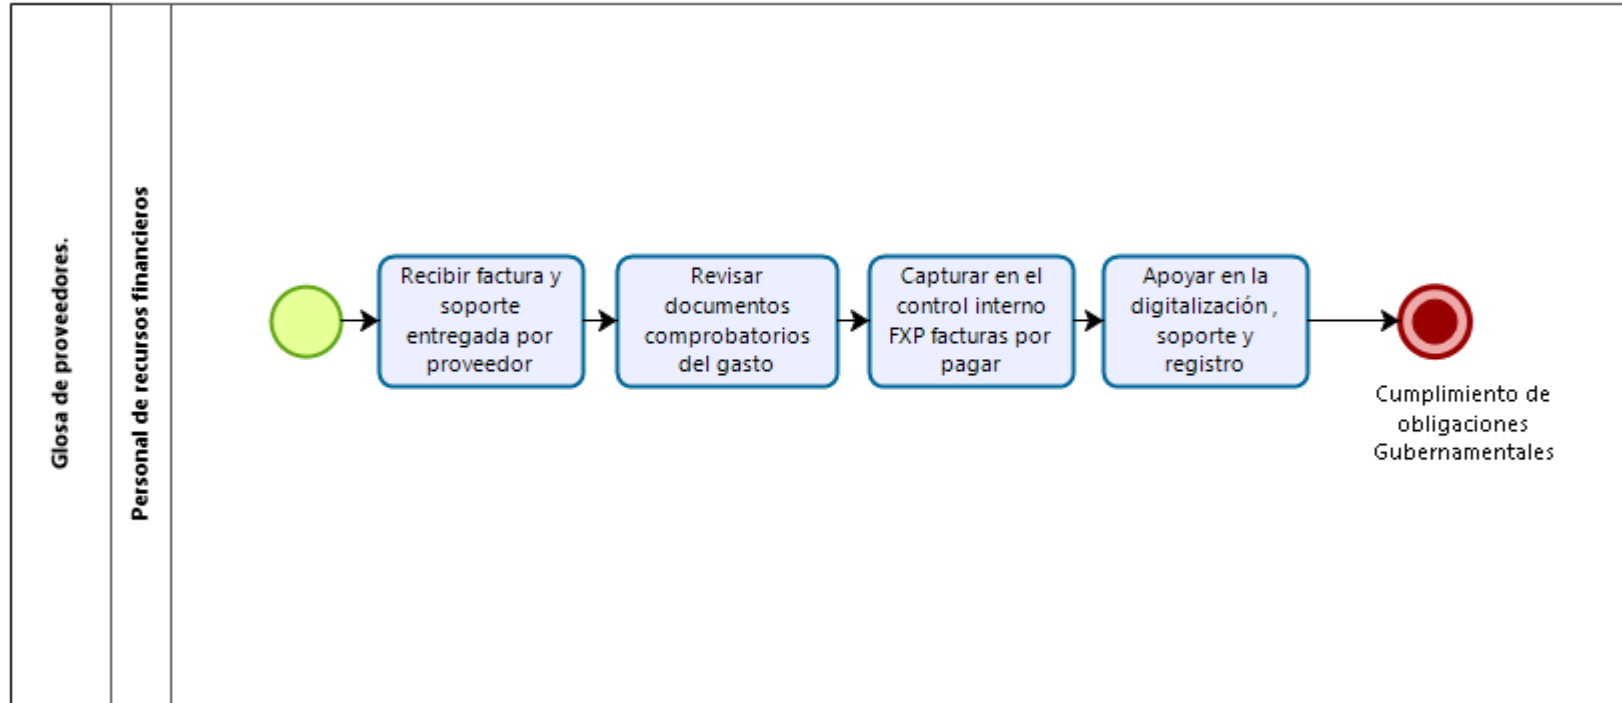 Glosa de proveedores.
Personal de recursos financieros
Recibir factura y
soporte
entregada por
proveedor
Revisar
documentos
comprobatorios
del gasto
Capturar en el
control interno
FXP facturas por
pagar
Apoyar en la
digitalización ,
soporte y
registro
Cumplimiento de
obligaciones
Gubernamentales